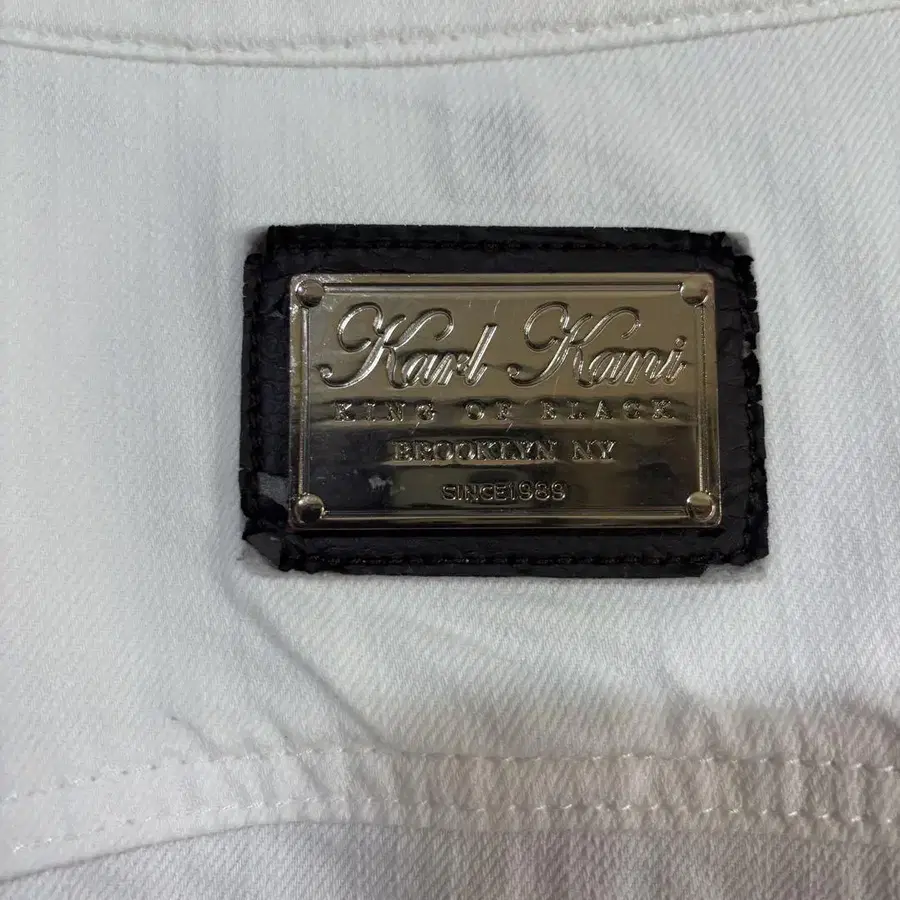 Karl Kani
KING OF BLACK
BROOKLYN NY
SINCE1989